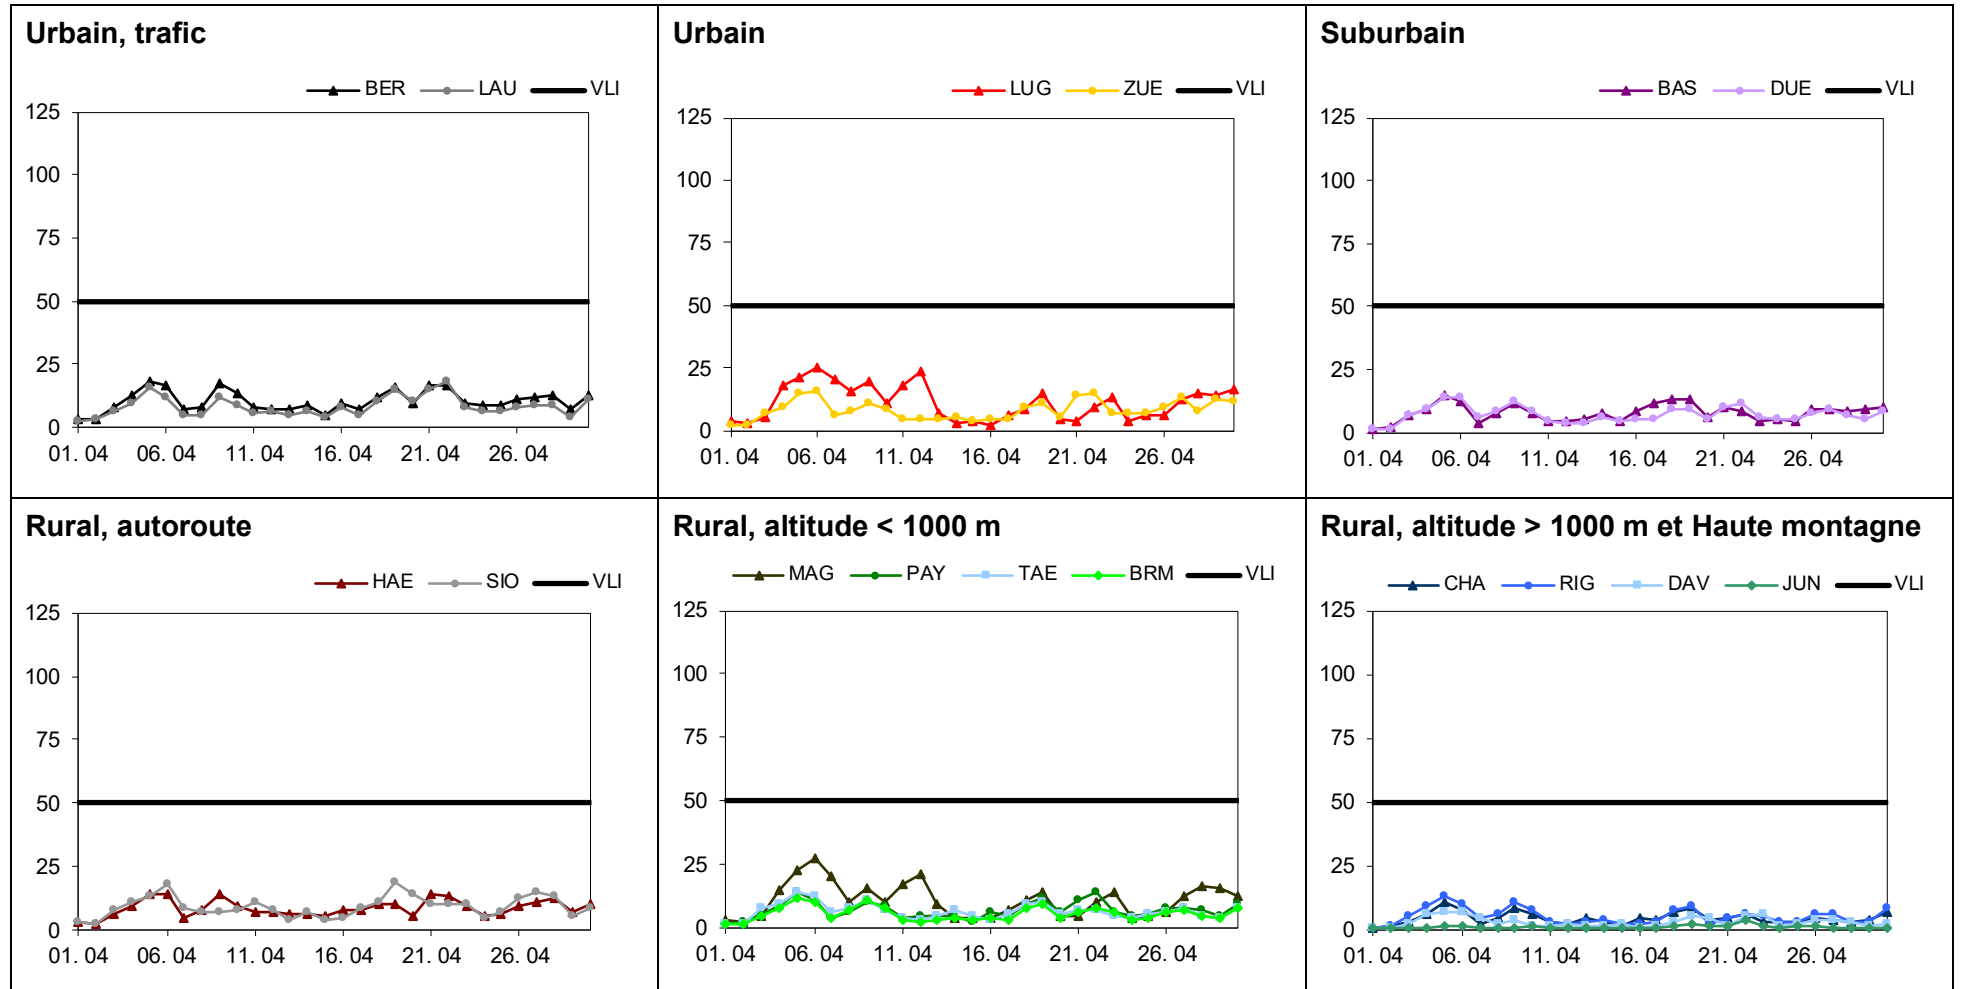 Urbain, trafic
BER LAU VLI
125
100
75
50
25
0
01. 04 06. 04 11. 04 16. 04 21. 04 26. 04
Urbain
LUG ZUE VLI
125
100
75
50
25
0
01. 04 06. 04 11. 04 16. 04 21. 04 26. 04
Suburbain
BAS DUE VLI
125
100
75
50
25
0
01. 04 06. 04 11. 04 16. 04 21. 04 26. 04
Rural, autoroute
HAE SIO VLI
125
100
75
50
25
0
01. 04 06. 04 11. 04 16. 04 21. 04 26. 04
Rural, altitude < 1000 m
MAG PAY TAE BRM VLI
125
100
75
50
25
0
01. 04 06. 04 11. 04 16. 04 21. 04 26. 04
Rural, altitude > 1000 m et Haute montagne
CHA RIG DAV JUN VLI
125
100
75
50
25
0
01. 04 06. 04 11. 04 16. 04 21. 04 26. 04